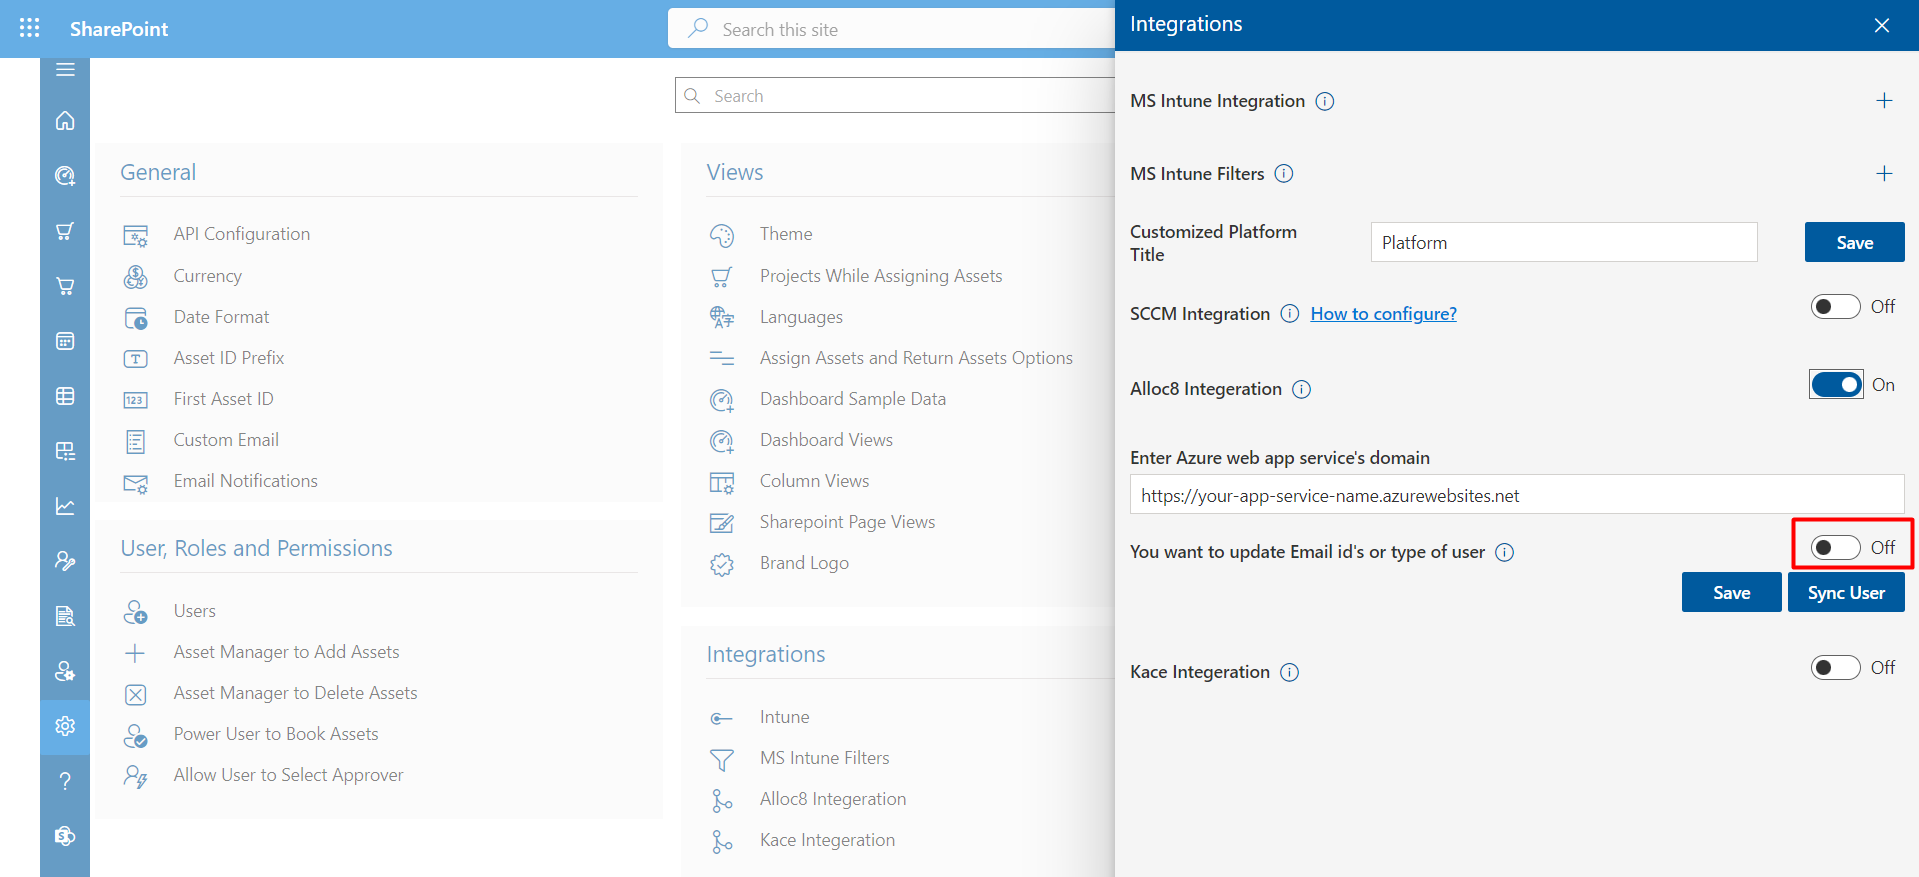 SharePoint
Search this site
Search
General
API Configuration
Currency
Date Format
Asset ID Prefix
First Asset ID
Custom Email
Email Notifications
User, Roles and Permissions
Users
Asset Manager to Add Assets
Asset Manager to Delete Assets
Power User to Book Assets
Allow User to Select Approver
Views
Theme
Projects While Assigning Assets
Languages
Assign Assets and Return Assets Options
Dashboard Sample Data
Dashboard Views
Column Views
Sharepoint Page Views
Brand Logo
Integrations
Intune
MS Intune Filters
Alloc8 Integeration
Kace Integeration
Integrations
MS Intune Integration
MS Intune Filters
Customized Platform
Title
Platform
Save
SCCM Integration How to configure? Off
Alloc8 Integeration On
Enter Azure web app service's domain
https://your-app-service-name.azurewebsites.net
You want to update Email id's or type of user Off
Save Sync User
Kace Integeration Off